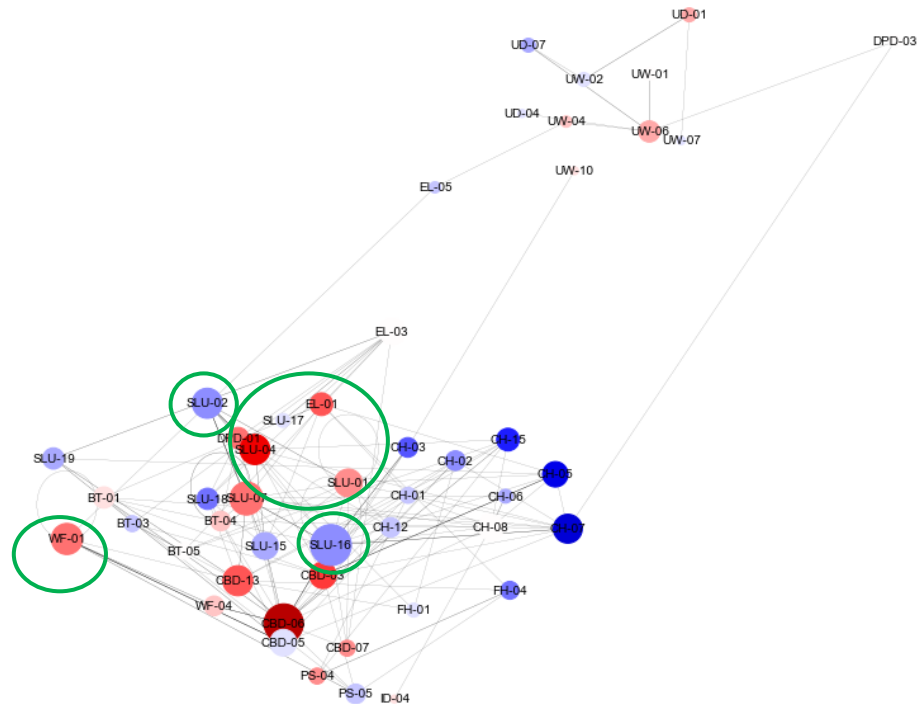 UD-01
DPD-03
UD-07
UW-02
UW-01
UD-04
UW-04
UW-06
UW-07
UW-10
EL-05
EL-03
SLU-02
EL-01
SLU-17
DPD-01
SLU-04
CH-03
CH-15
SLU-19
CH-02
CH-05
SLU-01
BT-01
SLU-18
SLU-07
CH-01
CH-06
BT-03
BT-04
CH-12
CH-08
CH-07
WF-01
BT-05
SLU-15
SLU-16
CBD-13
CBD-03
FH-04
WF-04
FH-01
CBD-06
CBD-05
CBD-07
PS-04
PS-05
ID-04